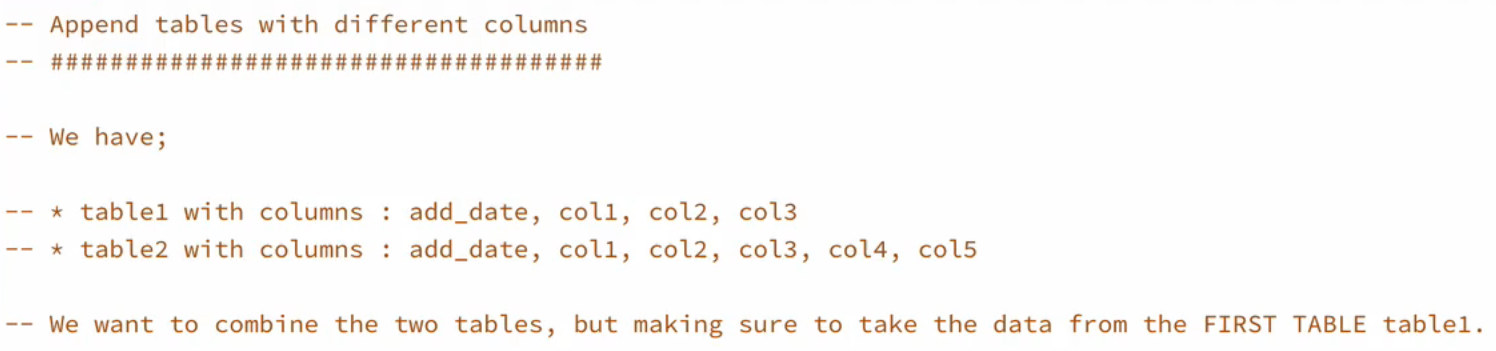 -- Append tables with different columns
-- #####################################
-- We have;
-- * table1 with columns : add_date, col1, col2, col3
-- * table2 with columns : add_date, col1, col2, col3, col4, col5
-- We want to combine the two tables, but making sure to take the data from the FIRST TABLE table1.